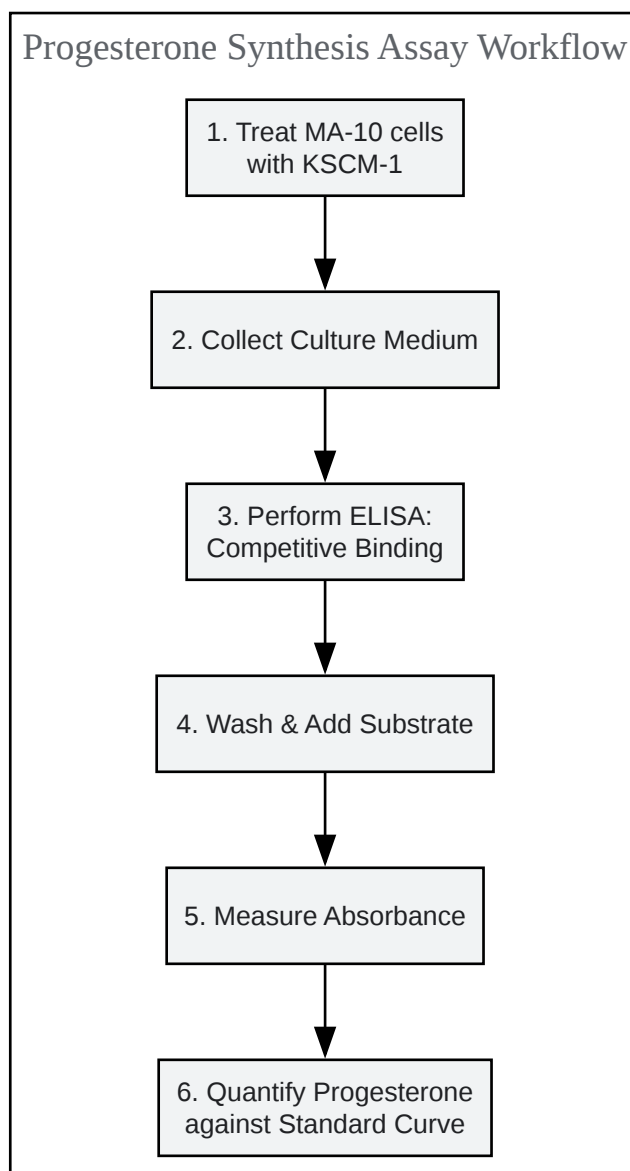 Progesterone Synthesis Assay Workflow
1. Treat MA-10 cells
with KSCM-1
2. Collect Culture Medium
3. Perform ELISA:
Competitive Binding
4. Wash & Add Substrate
5. Measure Absorbance
6. Quantify Progesterone
against Standard Curve